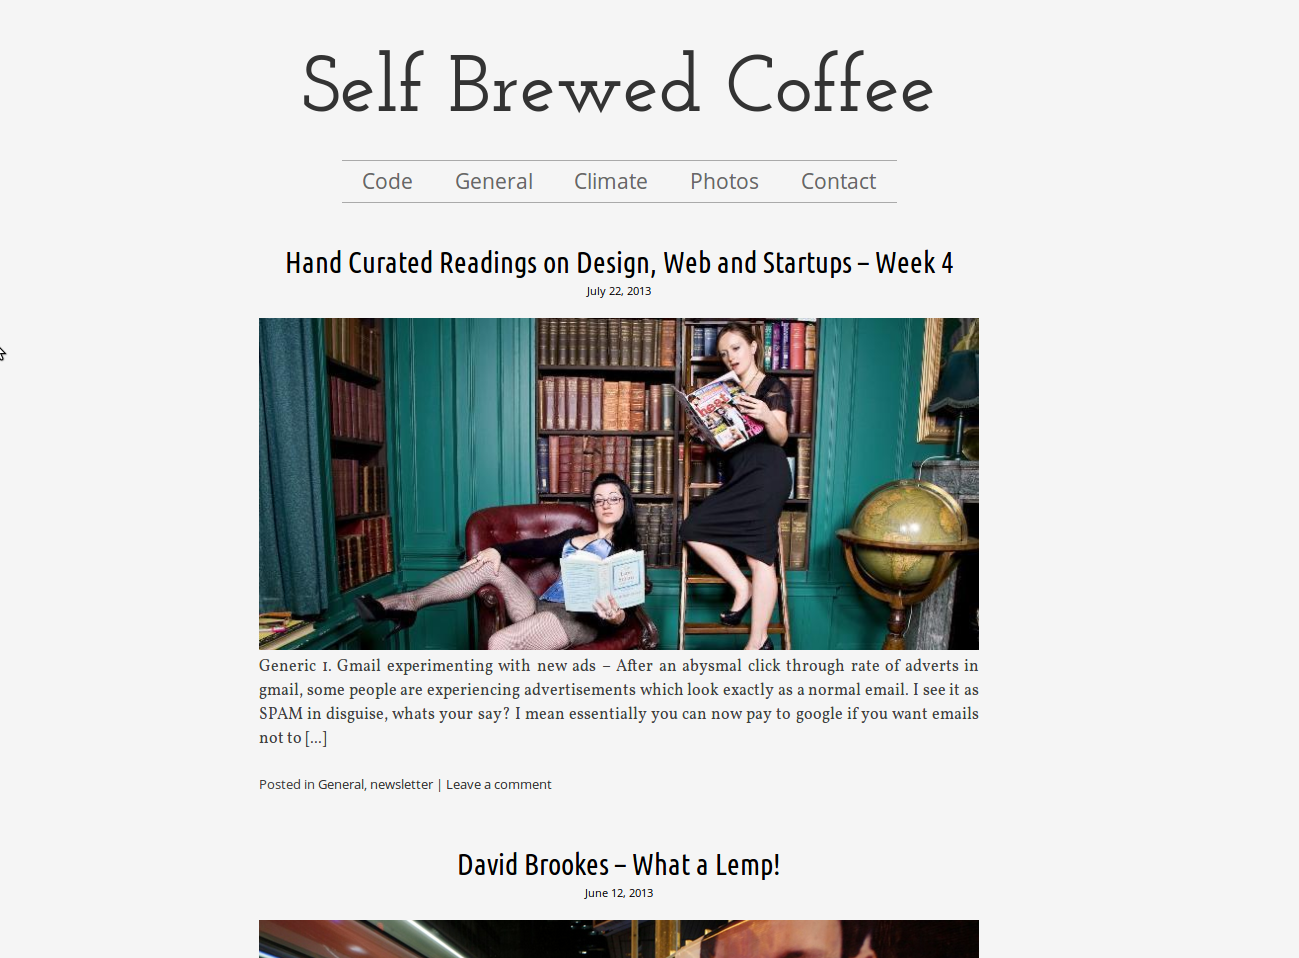 Self Brewed Coffee
Code General Climate Photos Contact
Hand Curated Readings on Design, Web and Startups – Week 4
July 22, 2013
heat
Generic 1. Gmail experimenting with new ads – After an abysmal click through rate of adverts in
gmail, some people are experiencing advertisements which look exactly as a normal email. I see it as
SPAM in disguise, whats your say? I mean essentially you can now pay to google if you want emails
not to [...]
Posted in General, newsletter | Leave a comment
David Brookes – What a Lemp!
June 12, 2013